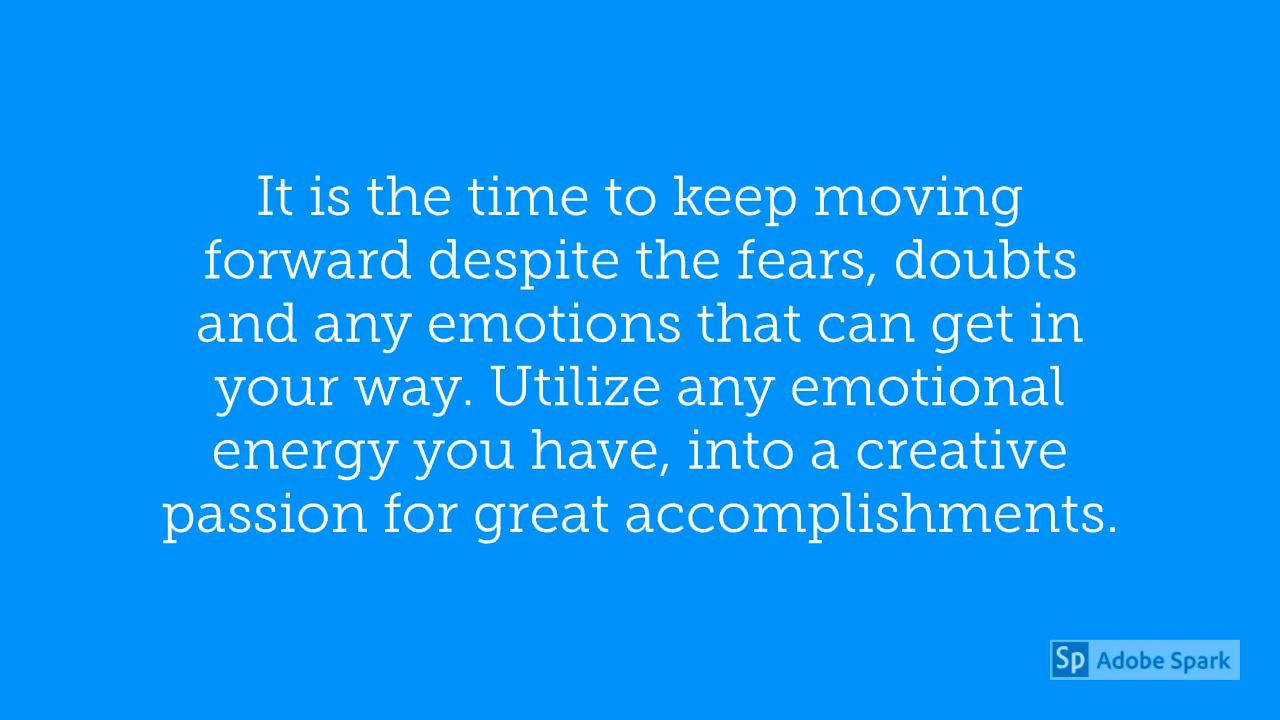 It is the time to keep moving
forward despite the fears, doubts
and any emotions that can get in
your way. Utilize any emotional
energy you have, into a creative
passion for great accomplishments.
Sp Adobe Spark